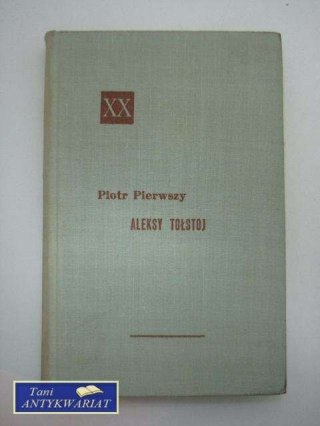 XX
Piotr Pierwszy
ALEKSY TOŁSTOJ
Tani
ANTYKWARIAT